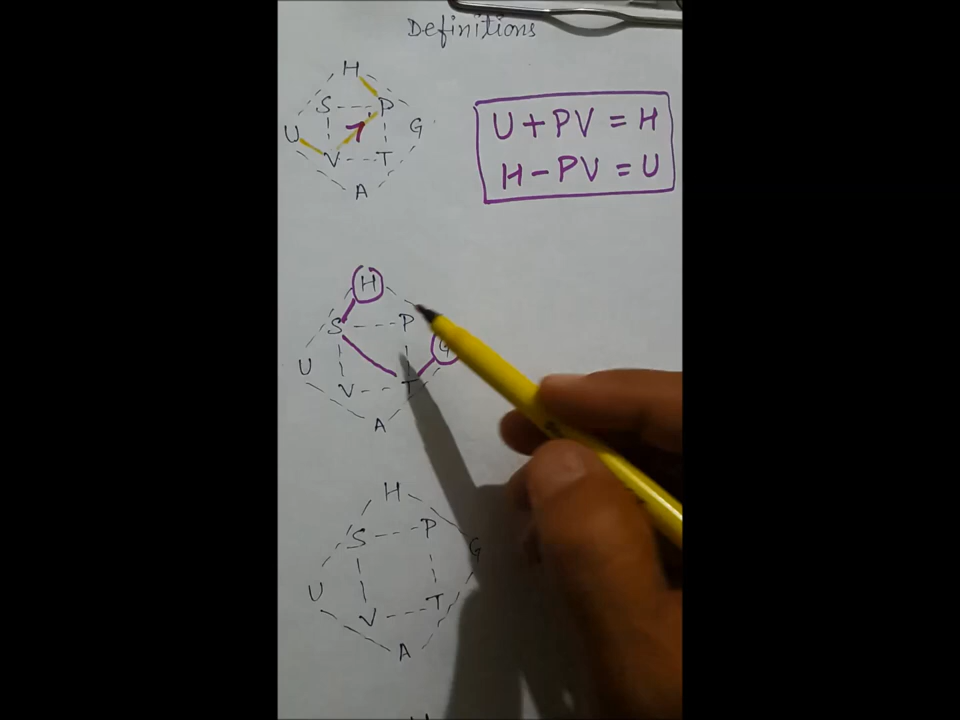 Definitions
H
S P
U G
V T
A
U + PV = H
H - PV = U
H
S P
U G
V T
A
H
S P
G
U
V T
A